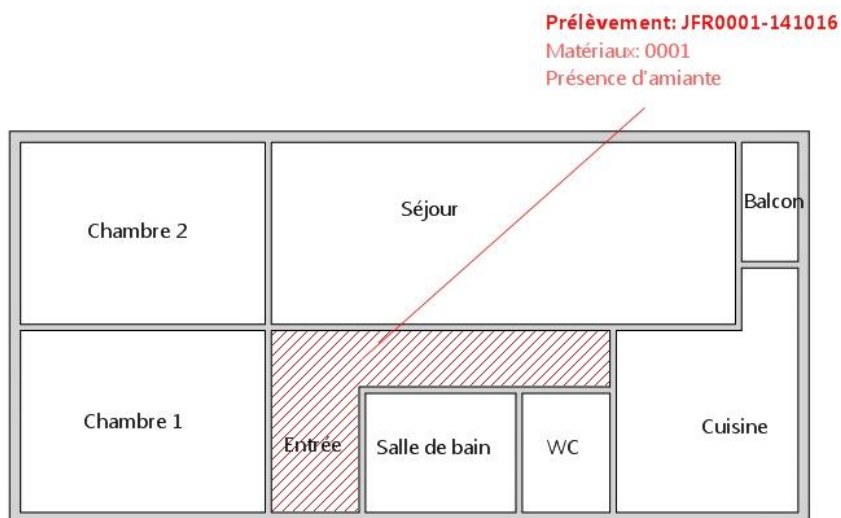 Prélèvement: JFR0001-141016
Matériaux: 0001
Présence d'amiante
Séjour
Balcon
Chambre 2
Chambre 1
Entrée
Salle de bain
WC
Cuisine